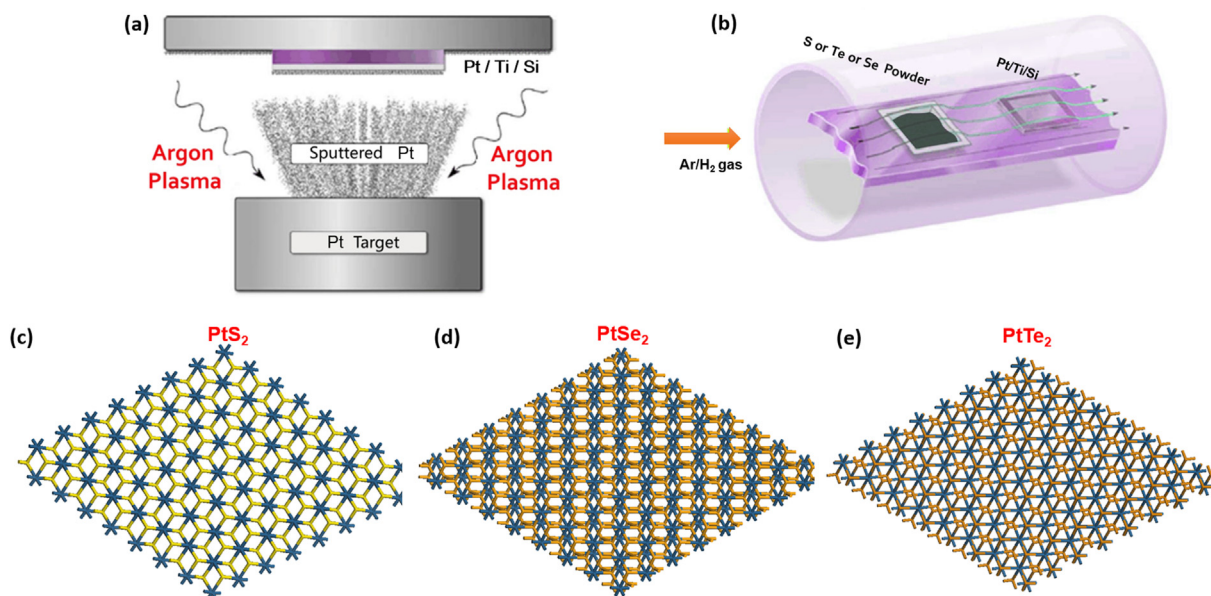 (a)
Pt / Ti / Si
Argon
Plasma
Sputtered Pt
Argon
Plasma
Pt Target
(b)
S or Te or Se Powder
Pt/Ti/Si
Ar/H₂ gas
(c)
PtS₂
(d)
PtSe₂
(e)
PtTe₂